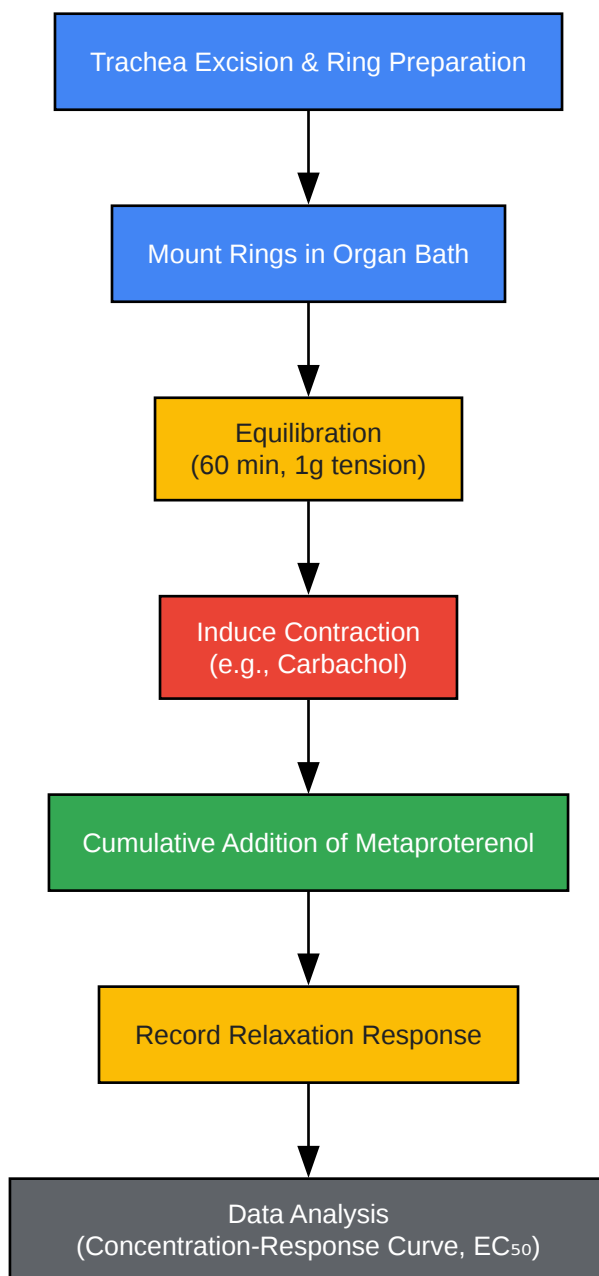 Trachea Excision & Ring Preparation
Mount Rings in Organ Bath
Equilibration
(60 min, 1g tension)
Induce Contraction
(e.g., Carbachol)
Cumulative Addition of Metaproterenol
Record Relaxation Response
Data Analysis
(Concentration-Response Curve, EC₅₀)